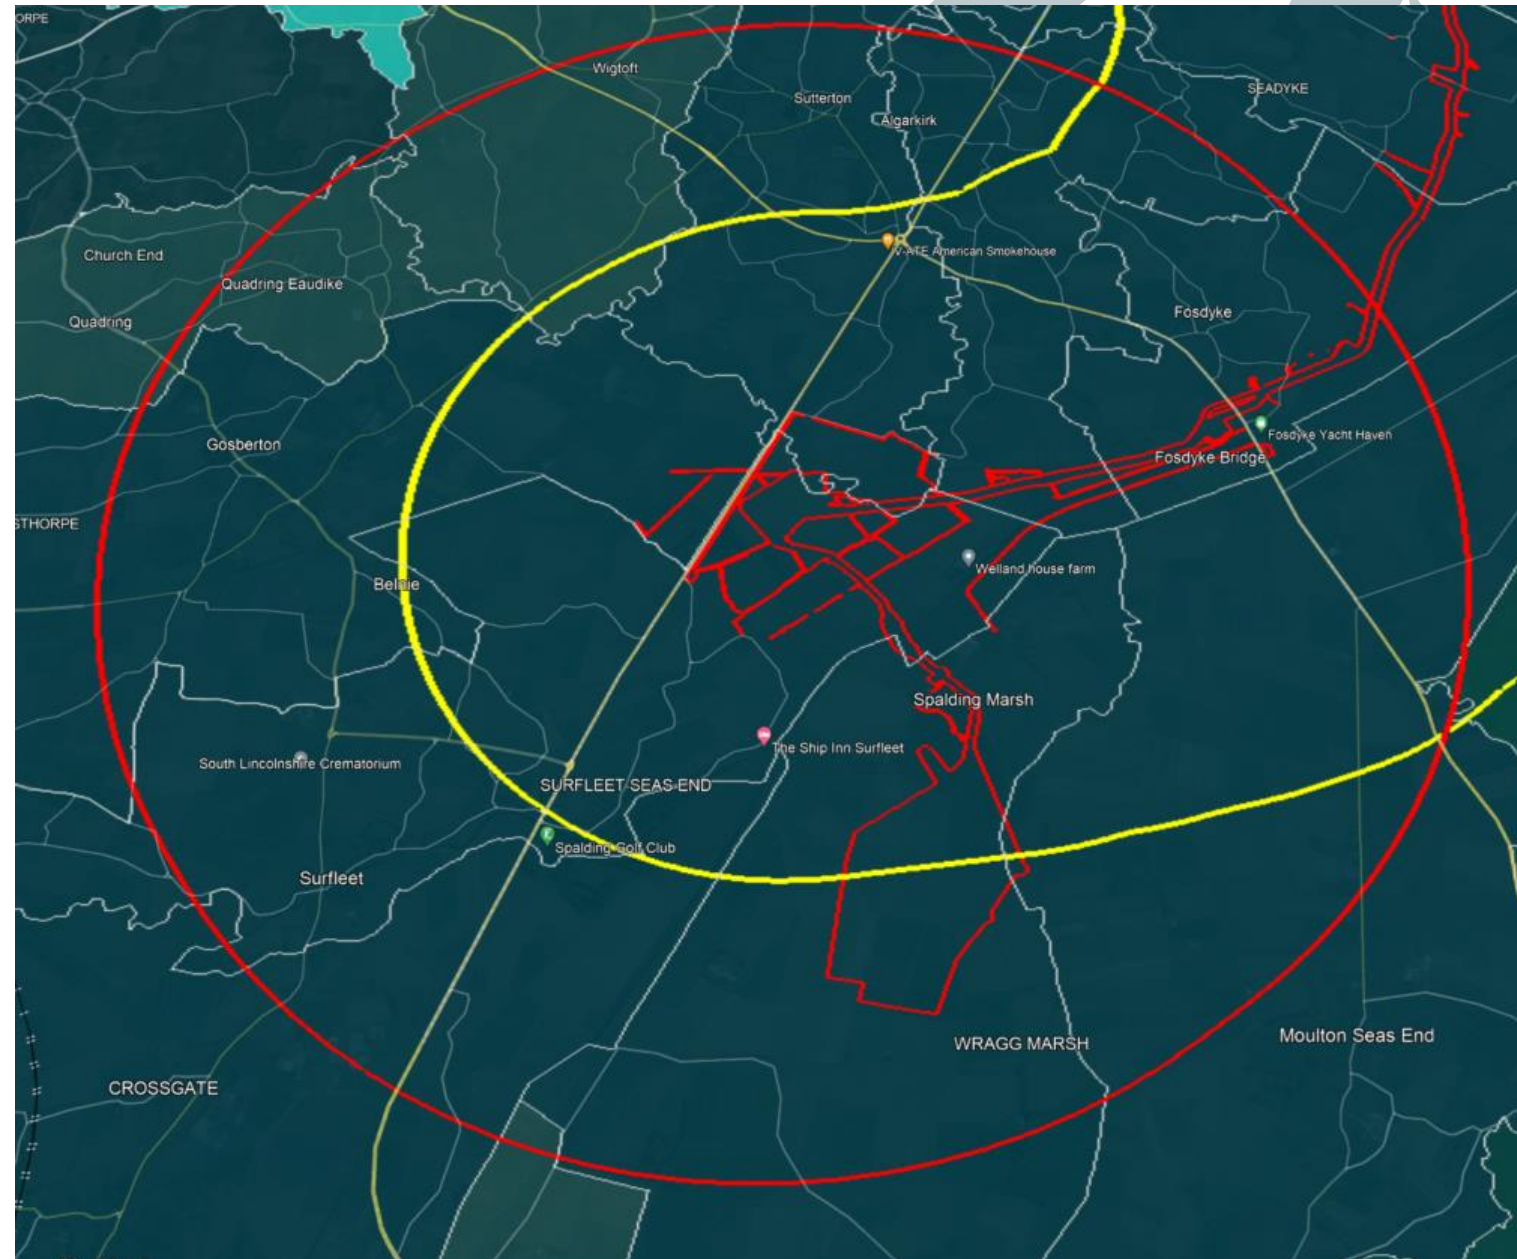 ORPE
Wigtoft
Sutterton
SEADYKE
Algarkirk
Church End
V-ATE American Smokehouse
Quadring Eaudike
Fosdyke
Quadring
Gosberton
Fosdyke Yacht Haven
Fosdyke Bridge
STHORPE
Welland house farm
Belnie
Spalding Marsh
The Ship Inn Surfleet
South Lincolnshire Crematorium
SURFLEET SEAS END
Spalding Golf Club
Surfleet
WRAGG MARSH
Moulton Seas End
CROSSGATE